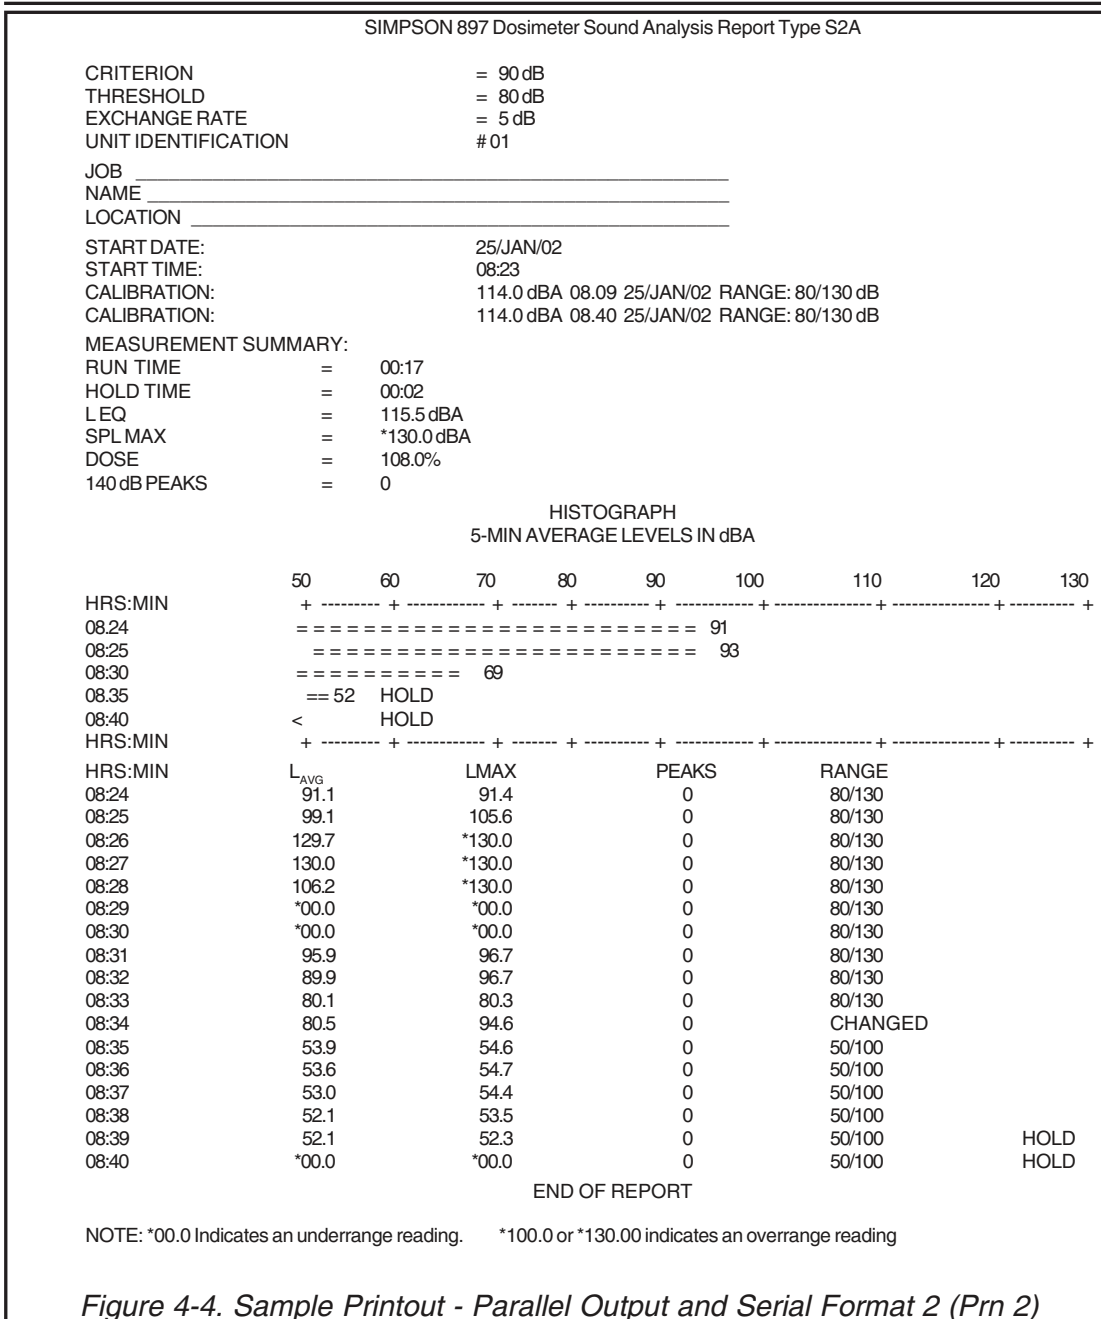 SIMPSON 897 Dosimeter Sound Analysis Report Type S2A
CRITERION = 90 dB
THRESHOLD = 80 dB
EXCHANGE RATE = 5 dB
UNIT IDENTIFICATION # 01
JOB
NAME
LOCATION
START DATE: 25/JAN/02
START TIME: 08:23
CALIBRATION: 114.0 dBA 08.09 25/JAN/02 RANGE: 80/130 dB
CALIBRATION: 114.0 dBA 08.40 25/JAN/02 RANGE: 80/130 dB
MEASUREMENT SUMMARY:
RUN TIME = 00:17
HOLD TIME = 00:02
L EQ = 115.5 dBA
SPL MAX = *130.0 dBA
DOSE = 108.0%
140 dB PEAKS = 0
HISTOGRAPH
5-MIN AVERAGE LEVELS IN dBA
50 60 70 80 90 100 110 120 130
HRS:MIN + --------- + ------------- + ------- + ---------- + ------------- + ---------------- + ---------------- + ---------- +
08.24 = = = = = = = = = = = = = = = = = = = = = = = = 91
08:25 = = = = = = = = = = = = = = = = = = = = = = = 93
08:30 = = = = = = = = = = 69
08.35 == 52 HOLD
08:40 < HOLD
HRS:MIN + --------- + ------------- + ------- + ---------- + ------------- + ---------------- + ---------------- + ---------- +
HRS:MIN LAVG LMAX PEAKS RANGE
08:24 91.1 91.4 0 80/130
08:25 99.1 105.6 0 80/130
08:26 129.7 *130.0 0 80/130
08:27 130.0 *130.0 0 80/130
08:28 106.2 *130.0 0 80/130
08:29 *00.0 *00.0 0 80/130
08:30 *00.0 *00.0 0 80/130
08:31 95.9 96.7 0 80/130
08:32 89.9 96.7 0 80/130
08:33 80.1 80.3 0 80/130
08:34 80.5 94.6 0 CHANGED
08:35 53.9 54.6 0 50/100
08:36 53.6 54.7 0 50/100
08:37 53.0 54.4 0 50/100
08:38 52.1 53.5 0 50/100
08:39 52.1 52.3 0 50/100 HOLD
08:40 *00.0 *00.0 0 50/100 HOLD
END OF REPORT
NOTE: *00.0 Indicates an underrange reading. *100.0 or *130.00 indicates an overrange reading
Figure 4-4. Sample Printout - Parallel Output and Serial Format 2 (Prn 2)